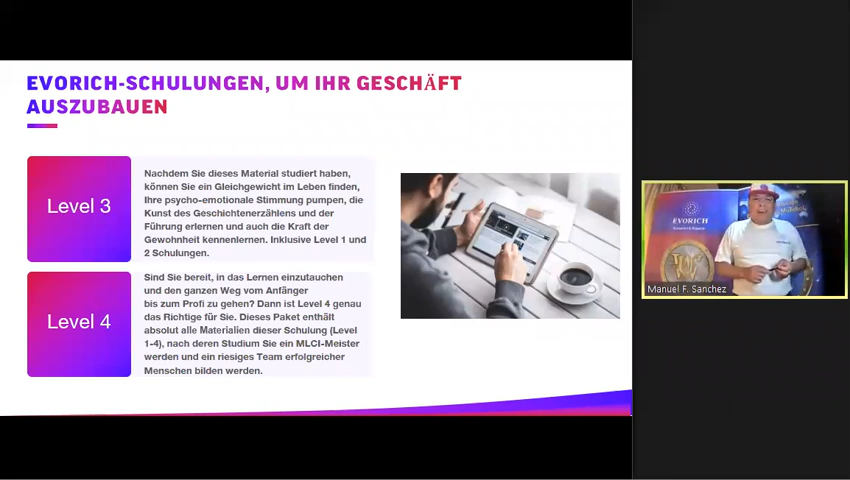 EVORICH-SCHULUNGEN, UM IHR GESCHÄFT
AUSZUBAUEN
Level 3
Nachdem Sie dieses Material studiert haben,
können Sie ein Gleichgewicht im Leben finden,
Ihre psycho-emotionale Stimmung pumpen, die
Kunst des Geschichtenerzählens und der
Führung erlernen und auch die Kraft der
Gewohnheit kennenlernen. Inklusive Level 1 und
2 Schulungen.
Level 4
Sind Sie bereit, in das Lernen einzutauchen
und den ganzen Weg vom Anfänger
bis zum Profi zu gehen? Dann ist Level 4 genau
das Richtige für Sie. Dieses Paket enthält
absolut alle Materialien dieser Schulung (Level
1-4), nach deren Studium Sie ein MLCI-Meister
werden und ein riesiges Team erfolgreicher
Menschen bilden werden.
EVORICH
Manuel F. Sanchez